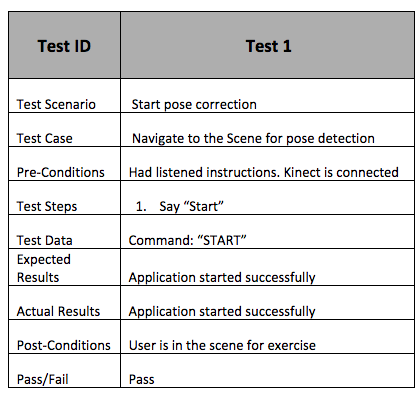 Test ID Test 1
Test Scenario Start pose correction
Test Case Navigate to the Scene for pose detection
Pre-Conditions Had listened instructions. Kinect is connected
Test Steps 1. Say “Start”
Test Data Command: “START”
Expected
Results Application started successfully
Actual Results Application started successfully
Post-Conditions User is in the scene for exercise
Pass/Fail Pass